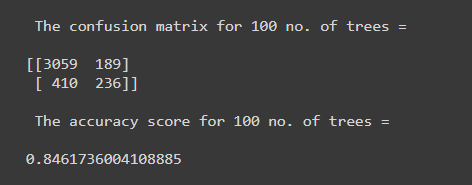 The confusion matrix for 100 no. of trees =
[[3059  189]
 [ 410  236]]
The accuracy score for 100 no. of trees =
0.8461736004108885